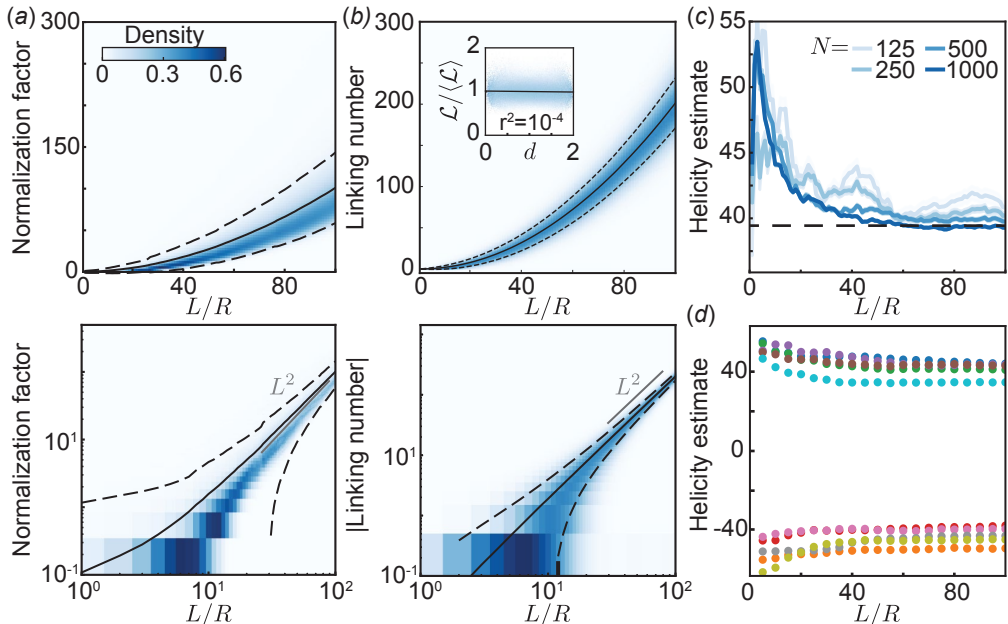 (a)
300
Density
0 0.3 0.6
Normalization factor
150
0
0 40 80
L/R
(b)
300
2
ℒ/⟨ℒ⟩
1
0
r²=10⁻⁴
0 d 2
Linking number
200
100
0
0 40 80
L/R
(c)
55
N= 125 500
250 1000
50
Helicity estimate
45
40
0 40 80
L/R
Normalization factor
L²
10¹
10⁻¹
10⁰ 10¹ 10²
L/R
|Linking number|
L²
10¹
10⁻¹
10⁰ 10¹ 10²
L/R
(d)
Helicity estimate
40
0
-40
0 20 40 60 80 100
L/R